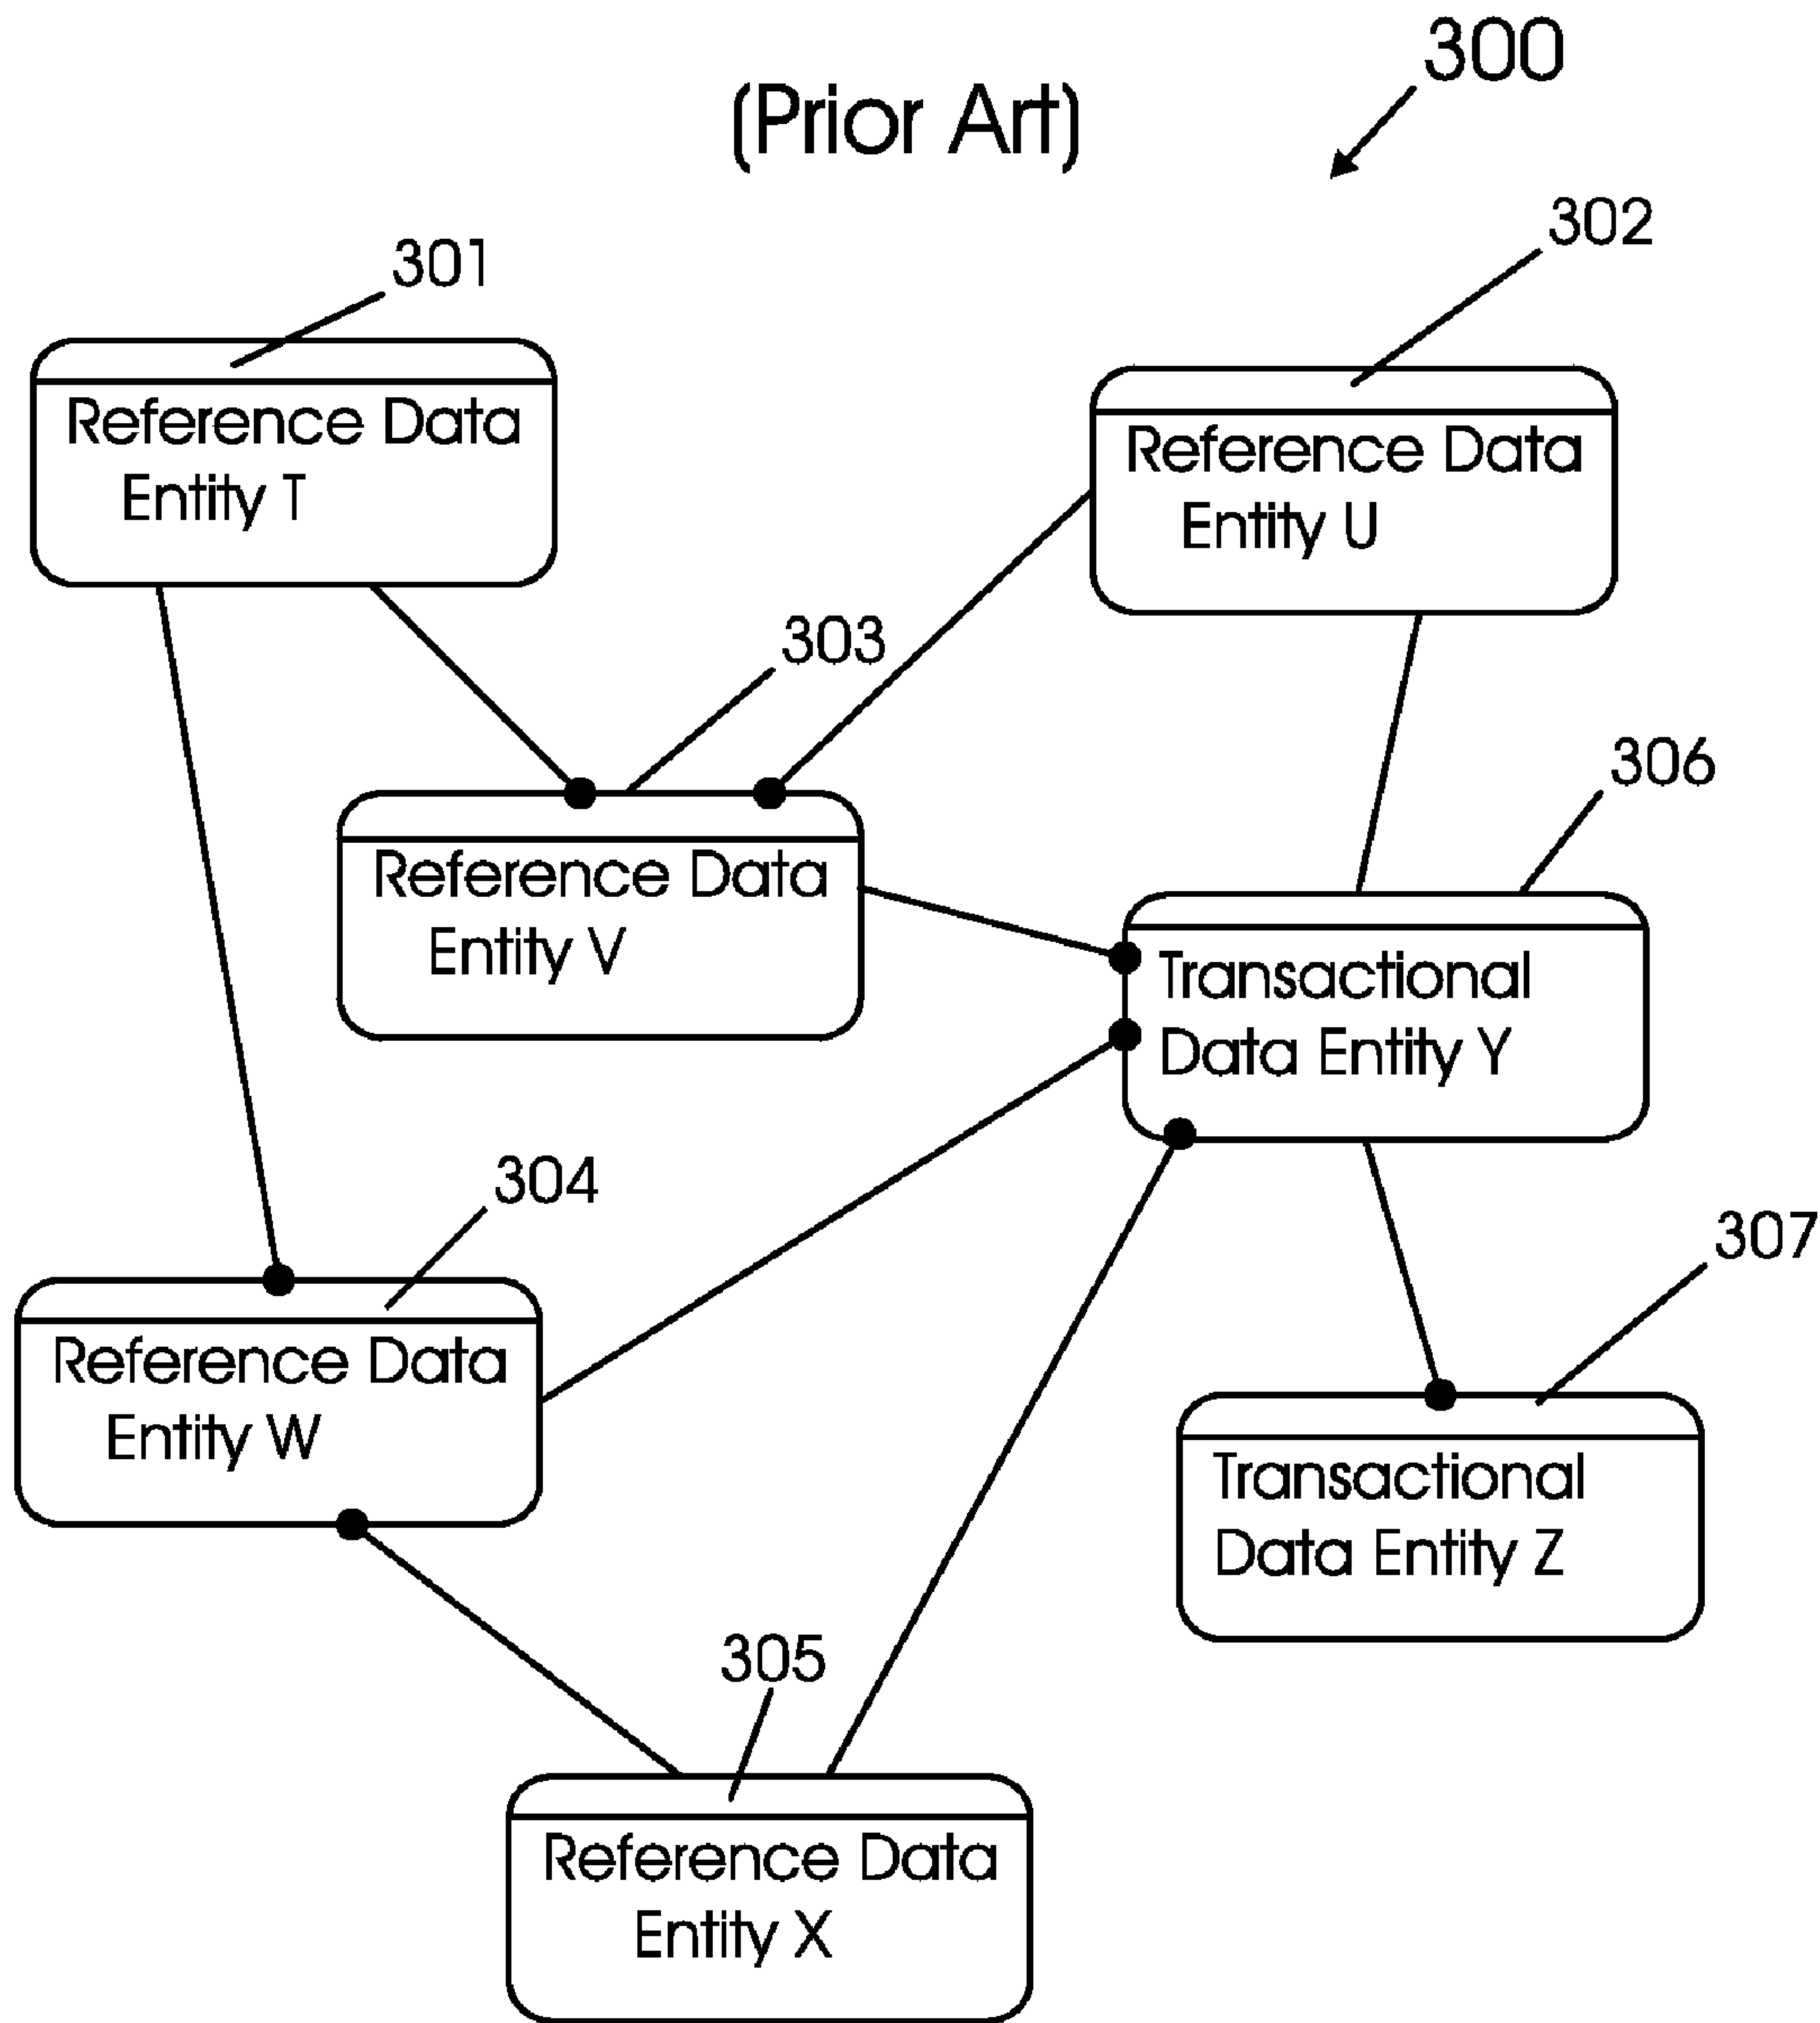 300
(Prior Art)
302
301
Reference Data
Entity T
Reference Data
Entity U
303
306
Reference Data
Entity V
Transactional
Data Entity Y
304
307
Reference Data
Entity W
Transactional
Data Entity Z
305
Reference Data
Entity X